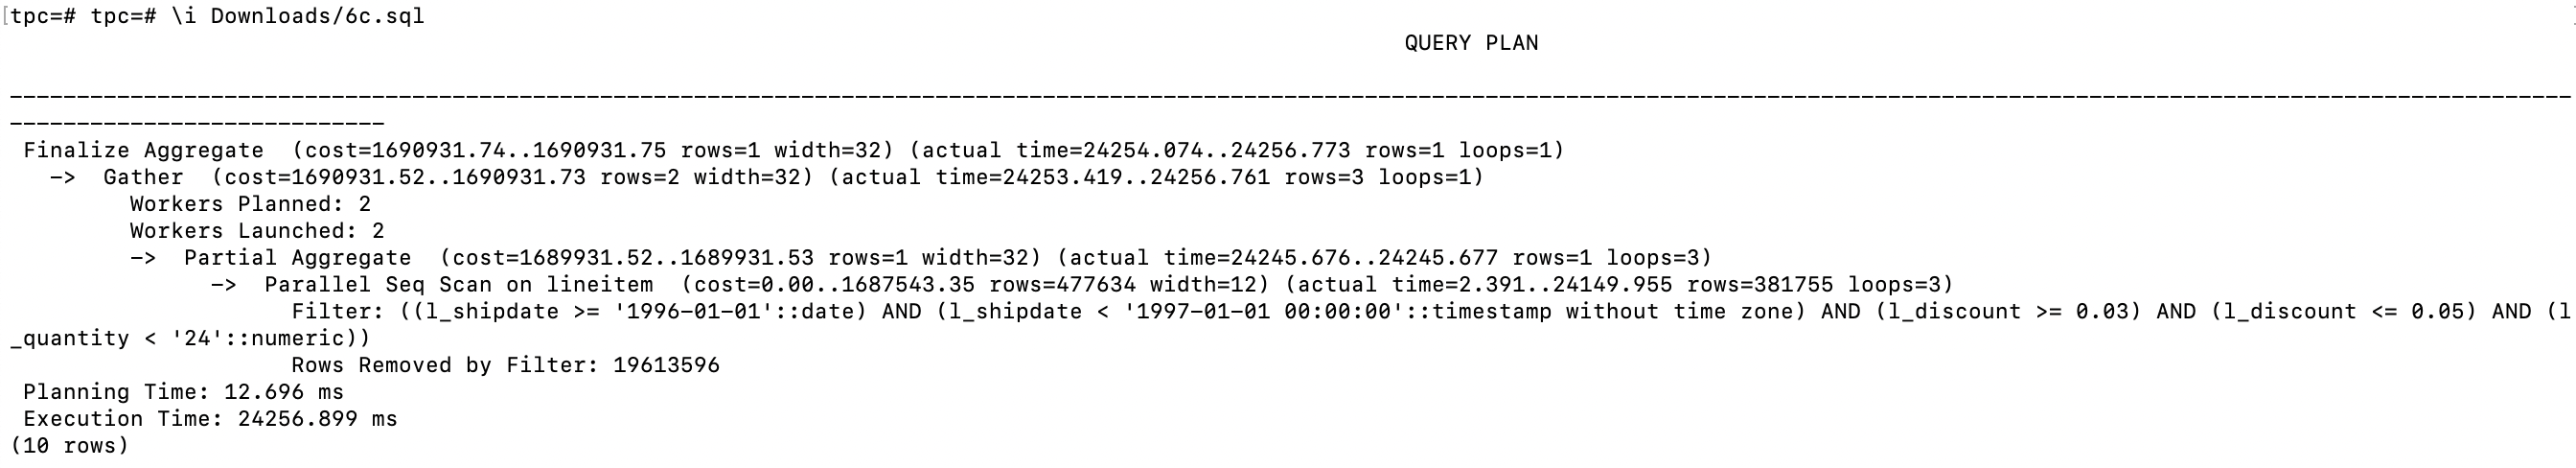 [tpc=# tpc=# \i Downloads/6c.sql
QUERY PLAN
------------------------------------------------------------------------------------------------------------------------------------------------------------------------------------------------
----------------------------
Finalize Aggregate  (cost=1690931.74..1690931.75 rows=1 width=32) (actual time=24254.074..24256.773 rows=1 loops=1)
->  Gather  (cost=1690931.52..1690931.73 rows=2 width=32) (actual time=24253.419..24256.761 rows=3 loops=1)
Workers Planned: 2
Workers Launched: 2
->  Partial Aggregate  (cost=1689931.52..1689931.53 rows=1 width=32) (actual time=24245.676..24245.677 rows=1 loops=3)
->  Parallel Seq Scan on lineitem  (cost=0.00..1687543.35 rows=477634 width=12) (actual time=2.391..24149.955 rows=381755 loops=3)
Filter: ((l_shipdate >= '1996-01-01'::date) AND (l_shipdate < '1997-01-01 00:00:00'::timestamp without time zone) AND (l_discount >= 0.03) AND (l_discount <= 0.05) AND (l
_quantity < '24'::numeric))
Rows Removed by Filter: 19613596
Planning Time: 12.696 ms
Execution Time: 24256.899 ms
(10 rows)